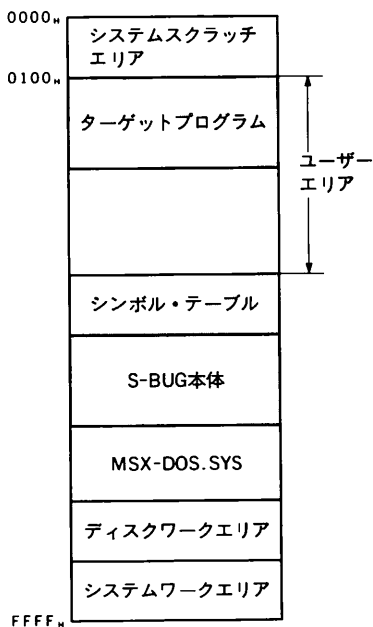 0000H
システムスクラッチ
エリア
0100H
ターゲットプログラム
ユーザー
エリア
シンボル・テーブル
S-BUG本体
MSX-DOS.SYS
ディスクワークエリア
システムワークエリア
FFFFH